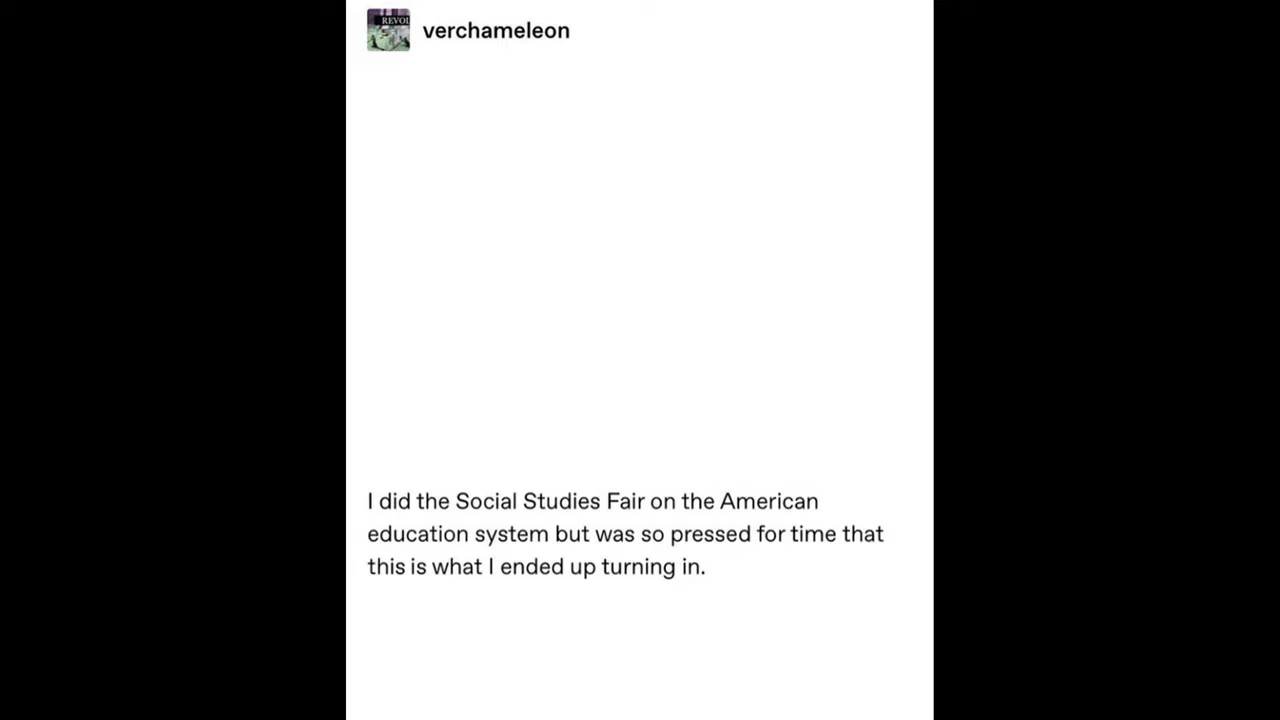 REVOL
verchameleon
I did the Social Studies Fair on the American
education system but was so pressed for time that
this is what I ended up turning in.